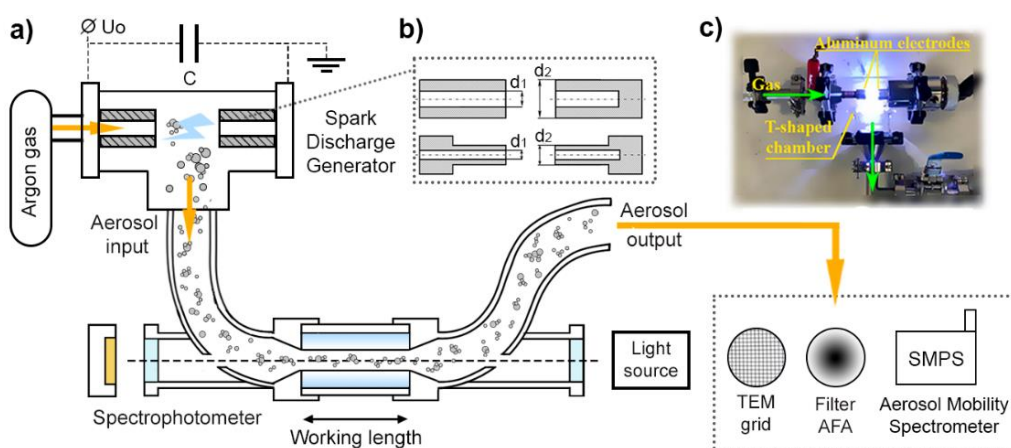 a)
Ø Uo
C
Argon gas
Spark
Discharge
Generator
Aerosol
input
b)
d1
d2
d1
d2
c)
Aluminum electrodes
Gas
T-shaped
chamber
Aerosol
output
Spectrophotometer
Working length
Light
source
TEM
grid
Filter
AFA
SMPS
Aerosol Mobility
Spectrometer